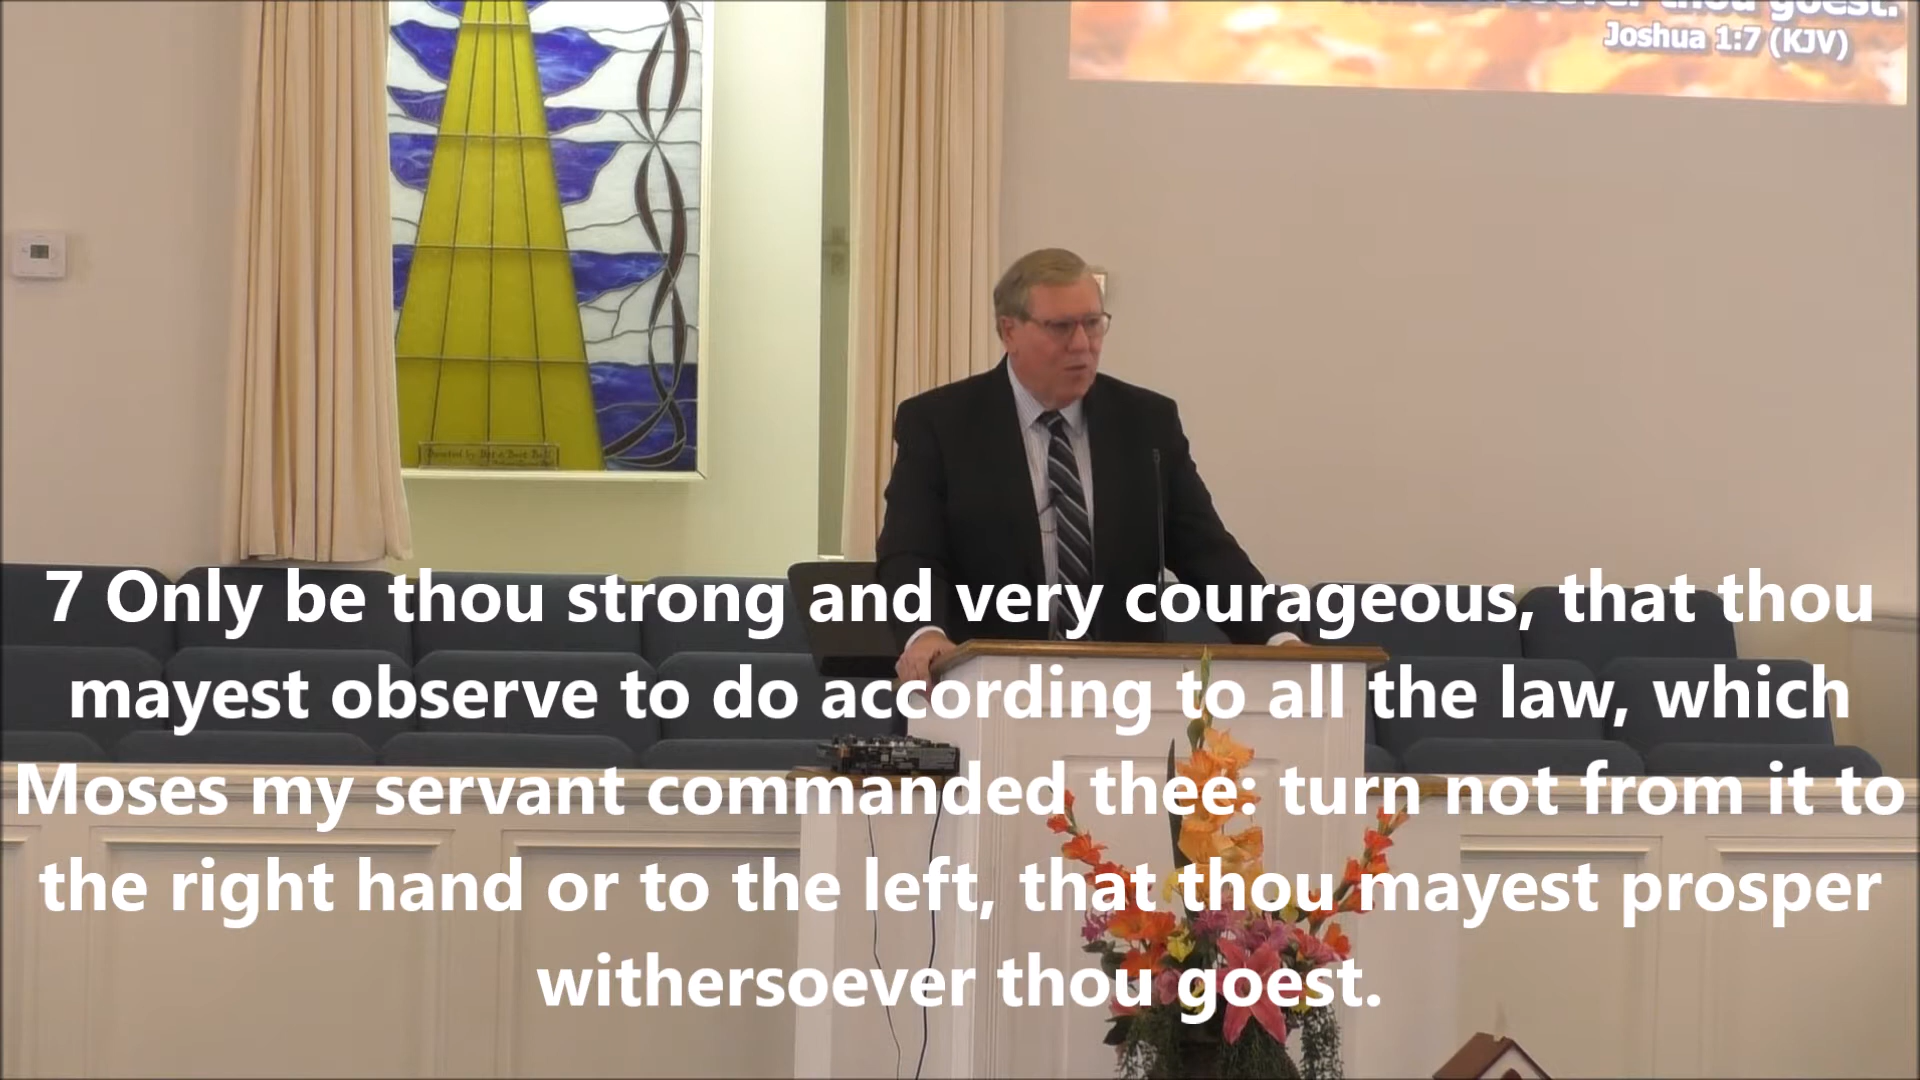 thou goest.
Joshua 1:7 (KJV)
7 Only be thou strong and very courageous, that thou
mayest observe to do according to all the law, which
Moses my servant commanded thee: turn not from it to
the right hand or to the left, that thou mayest prosper
withersoever thou goest.